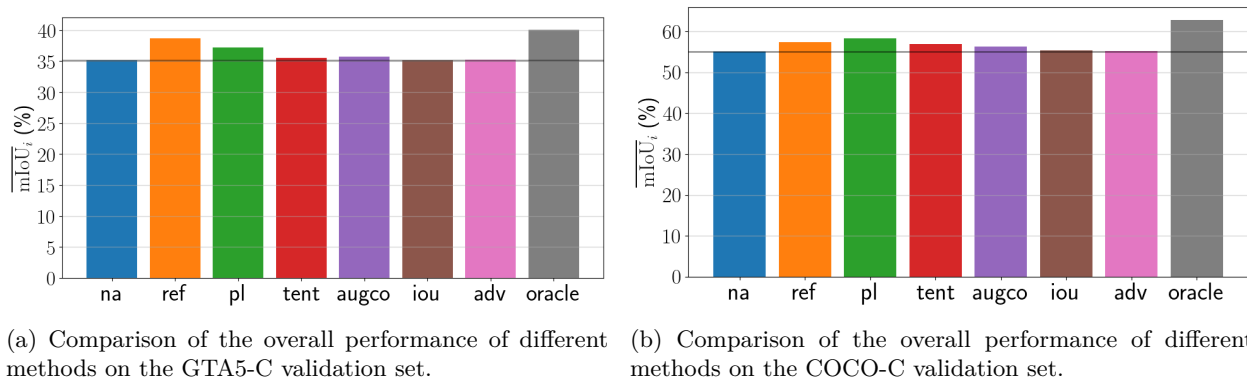 40
35
30
25
20
15
10
5
0
mIoU_i (%)
na ref pl tent augco iou adv oracle
(a) Comparison of the overall performance of different
methods on the GTA5-C validation set.
60
50
40
30
20
10
0
mIoU_i (%)
na ref pl tent augco iou adv oracle
(b) Comparison of the overall performance of different
methods on the COCO-C validation set.